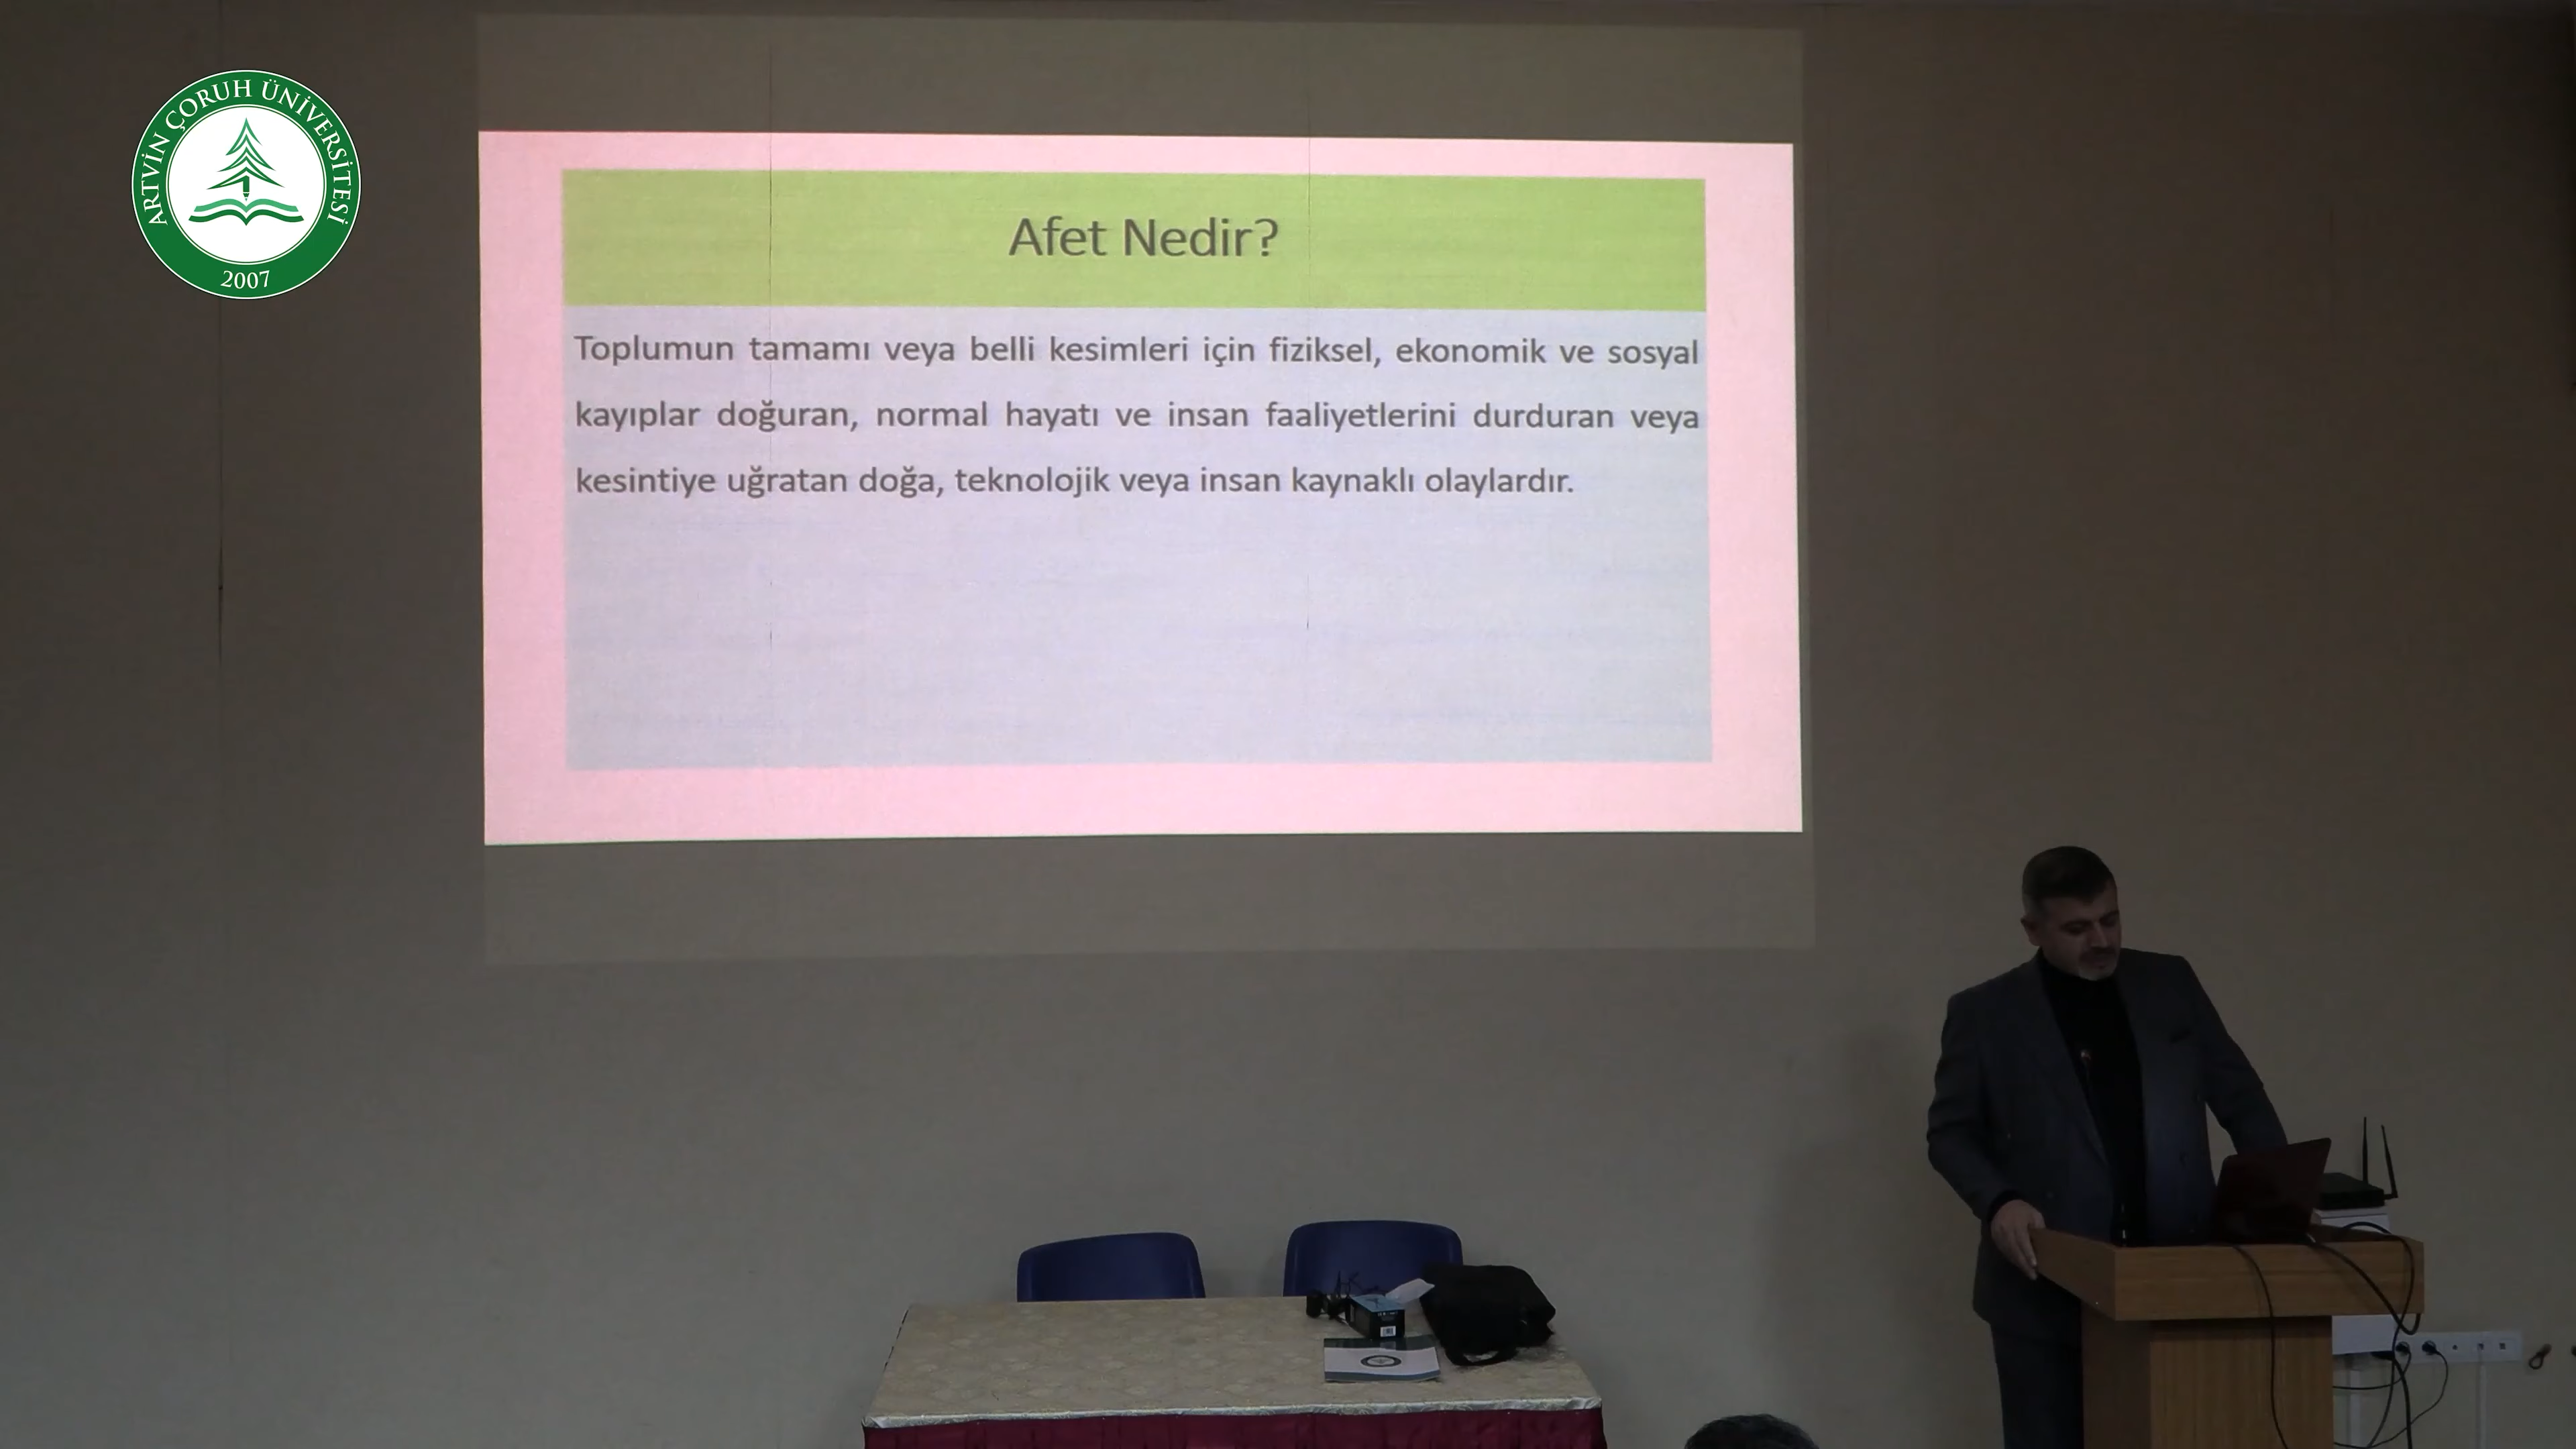 ARTVİN ÇORUH ÜNİVERSİTESİ
2007
Afet Nedir?
Toplumun tamamı veya belli kesimleri için fiziksel, ekonomik ve sosyal
kayıplar doğuran, normal hayatı ve insan faaliyetlerini durduran veya
kesintiye uğratan doğa, teknolojik veya insan kaynaklı olaylardır.